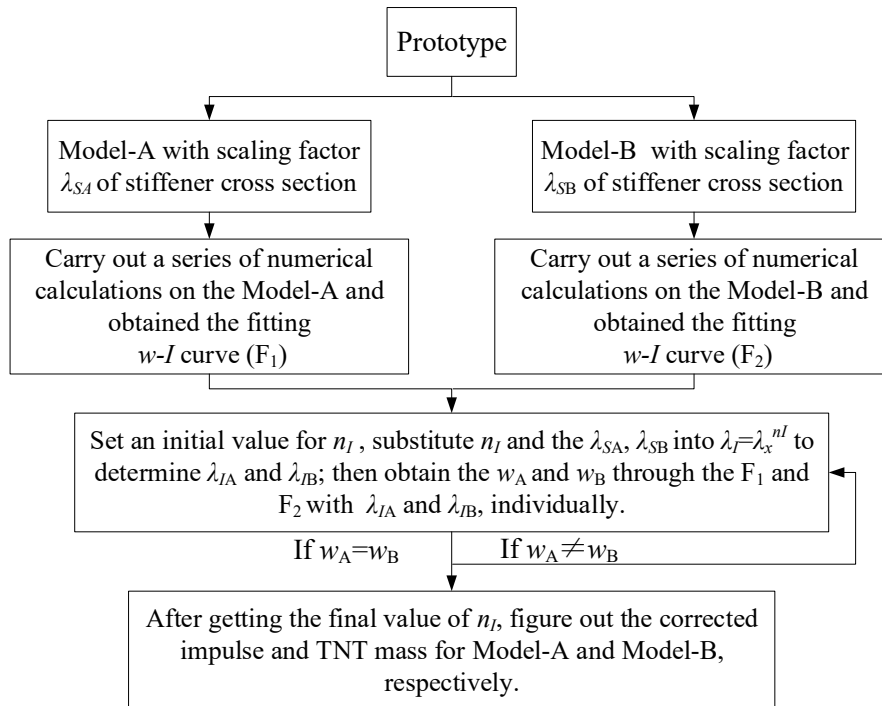 Prototype
Model-A with scaling factor
λSA of stiffener cross section
Model-B with scaling factor
λSB of stiffener cross section
Carry out a series of numerical
calculations on the Model-A and
obtained the fitting
w-I curve (F₁)
Carry out a series of numerical
calculations on the Model-B and
obtained the fitting
w-I curve (F₂)
Set an initial value for nI , substitute nI and the λSA, λSB into λI=λx^nI to
determine λIA and λIB; then obtain the wA and wB through the F₁ and
F₂ with λIA and λIB, individually.
If wA=wB
If wA≠wB
After getting the final value of nI, figure out the corrected
impulse and TNT mass for Model-A and Model-B,
respectively.